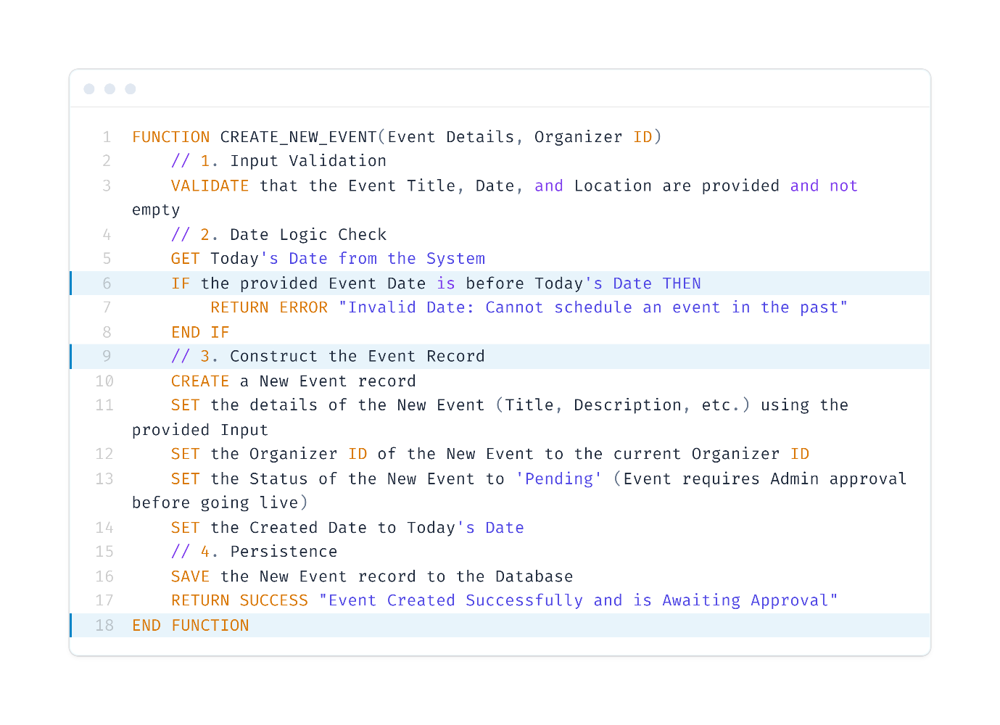 1 FUNCTION CREATE_NEW_EVENT(Event Details, Organizer ID)
2 // 1. Input Validation
3 VALIDATE that the Event Title, Date, and Location are provided and not
empty
4 // 2. Date Logic Check
5 GET Today's Date from the System
6 IF the provided Event Date is before Today's Date THEN
7 RETURN ERROR "Invalid Date: Cannot schedule an event in the past"
8 END IF
9 // 3. Construct the Event Record
10 CREATE a New Event record
11 SET the details of the New Event (Title, Description, etc.) using the
provided Input
12 SET the Organizer ID of the New Event to the current Organizer ID
13 SET the Status of the New Event to 'Pending' (Event requires Admin approval
before going live)
14 SET the Created Date to Today's Date
15 // 4. Persistence
16 SAVE the New Event record to the Database
17 RETURN SUCCESS "Event Created Successfully and is Awaiting Approval"
18 END FUNCTION